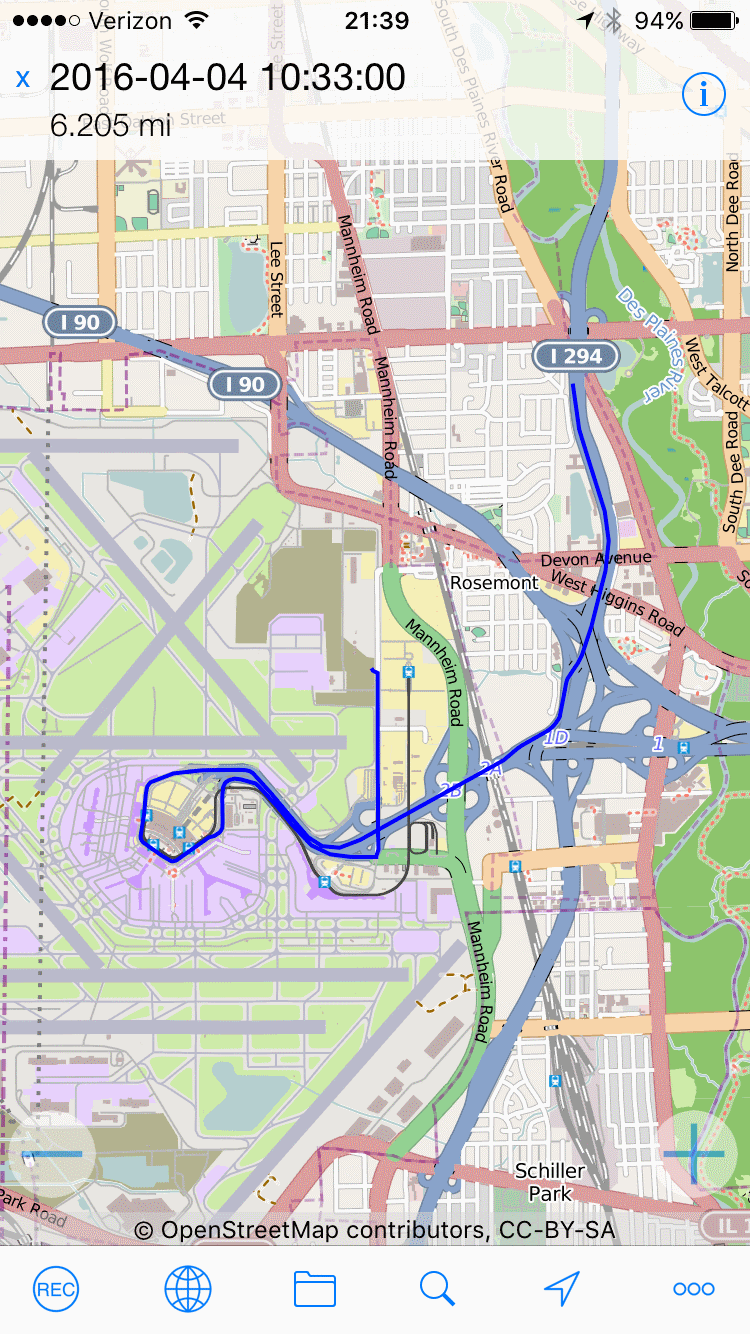 Verizon 21:39 94%
x 2016-04-04 10:33:00 i
6.205 mi
Lee Street
South Des Plaines River Road
Mannheim Road
Lee Street
North Dee Road
I 90
Des Plaines River
I 294
I 90
West Talcott
Mannheim Road
South Dee Road
Devon Avenue
Rosemont
West Higgins Road
Mannheim Road
1D
1
2A
2B
Mannheim Road
Schiller
Park
Park Road
IL 1
© OpenStreetMap contributors, CC-BY-SA
REC